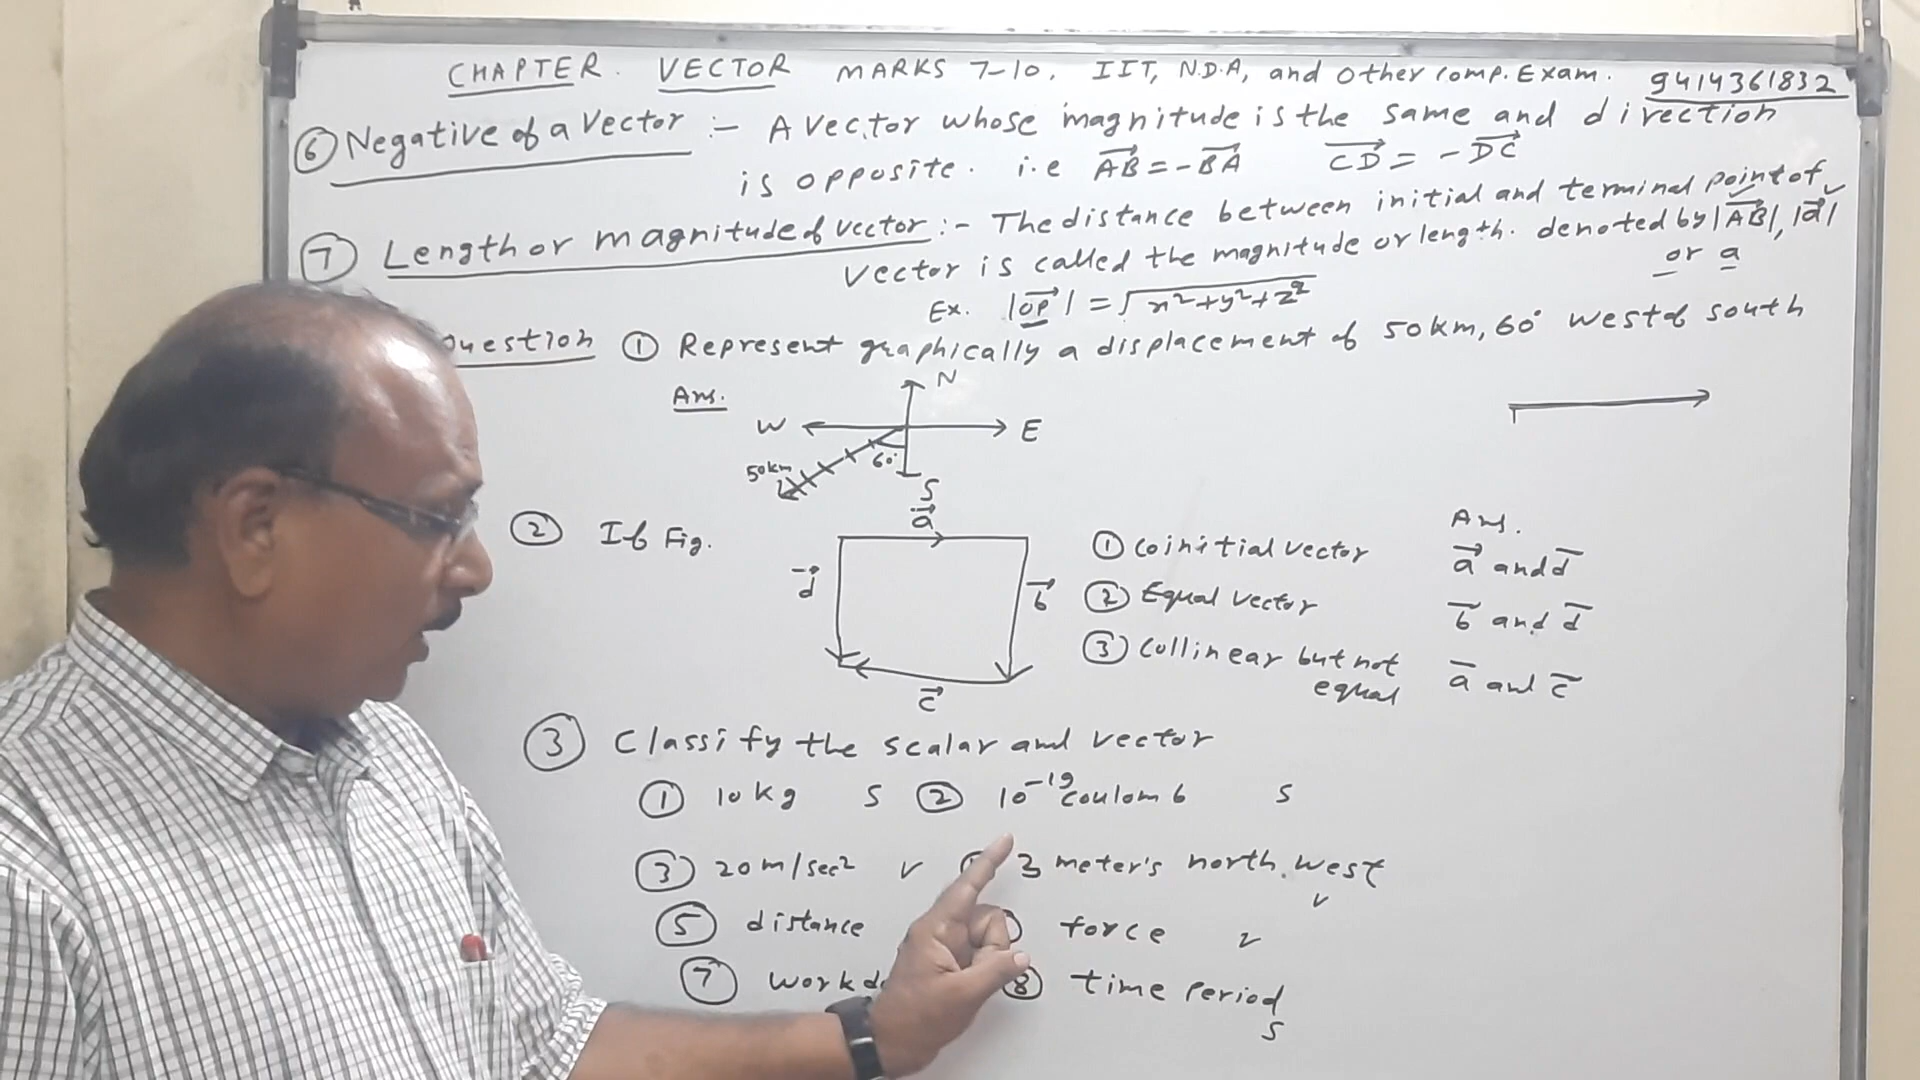 CHAPTER. VECTOR MARKS 7-10. IIT, N.D.A, and other comp. Exam. 9414361832
⑥ Negative of a Vector :- A vector whose magnitude is the same and direction
is opposite. i.e AB→ = -BA→ CD→ = -DC→
⑦ Length or magnitude of vector :- The distance between initial and terminal point of
vector is called the magnitude or length. denoted by |AB→|, |a→|
or a
Ex. |OP→| = √x²+y²+z²
Question ① Represent graphically a displacement of 50km, 60° west of south
Ans.
N
W E
60°
50km
S
② If Fig.
a→
d→ b→
c→
Ans.
① coinitial vector a→ and d
② Equal vector b and d
③ Collinear but not equal a and c
③ Classify the scalar and vector
① 10 kg S ② 10⁻¹⁹ coulomb S
③ 20 m/sec² v 3 meter's north.west
v
⑤ distance force v
⑦ work ⑧ time period
S